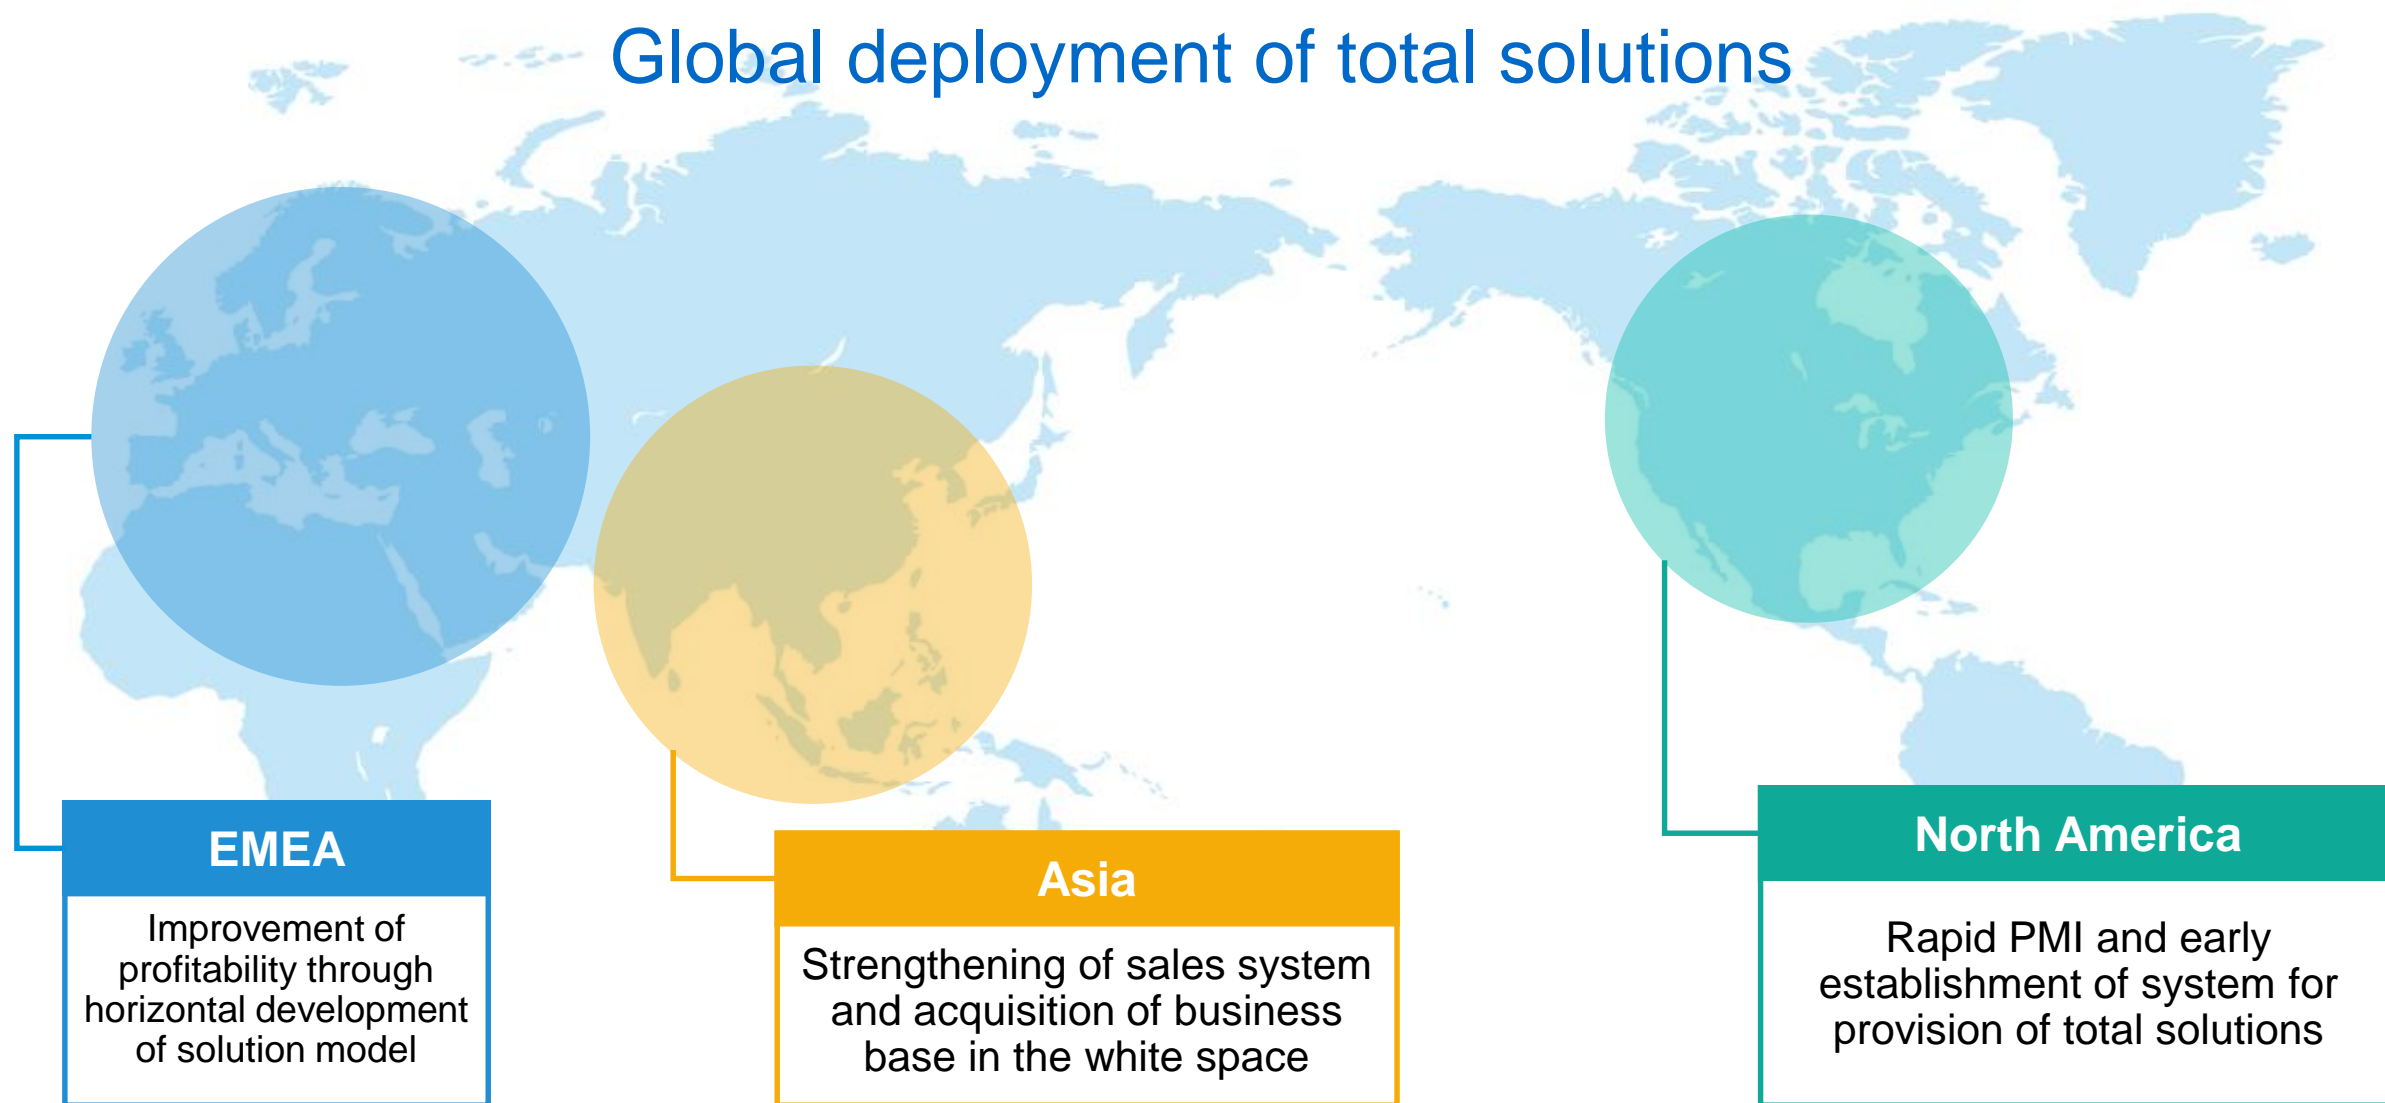 Global deployment of total solutions
EMEA
Improvement of
profitability through
horizontal development
of solution model
Asia
Strengthening of sales system
and acquisition of business
base in the white space
North America
Rapid PMI and early
establishment of system for
provision of total solutions